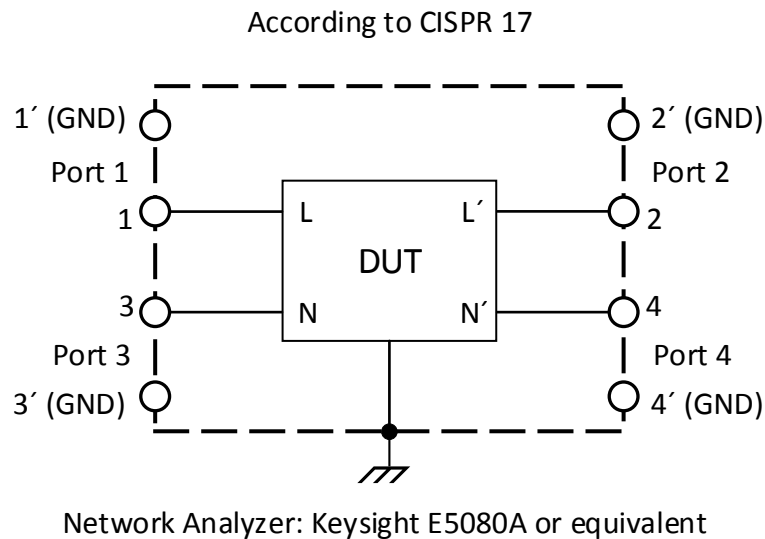 According to CISPR 17
1´ (GND)
2´ (GND)
Port 1
Port 2
1
L
L´
2
DUT
3
N
N´
4
Port 3
Port 4
3´ (GND)
4´ (GND)
Network Analyzer: Keysight E5080A or equivalent